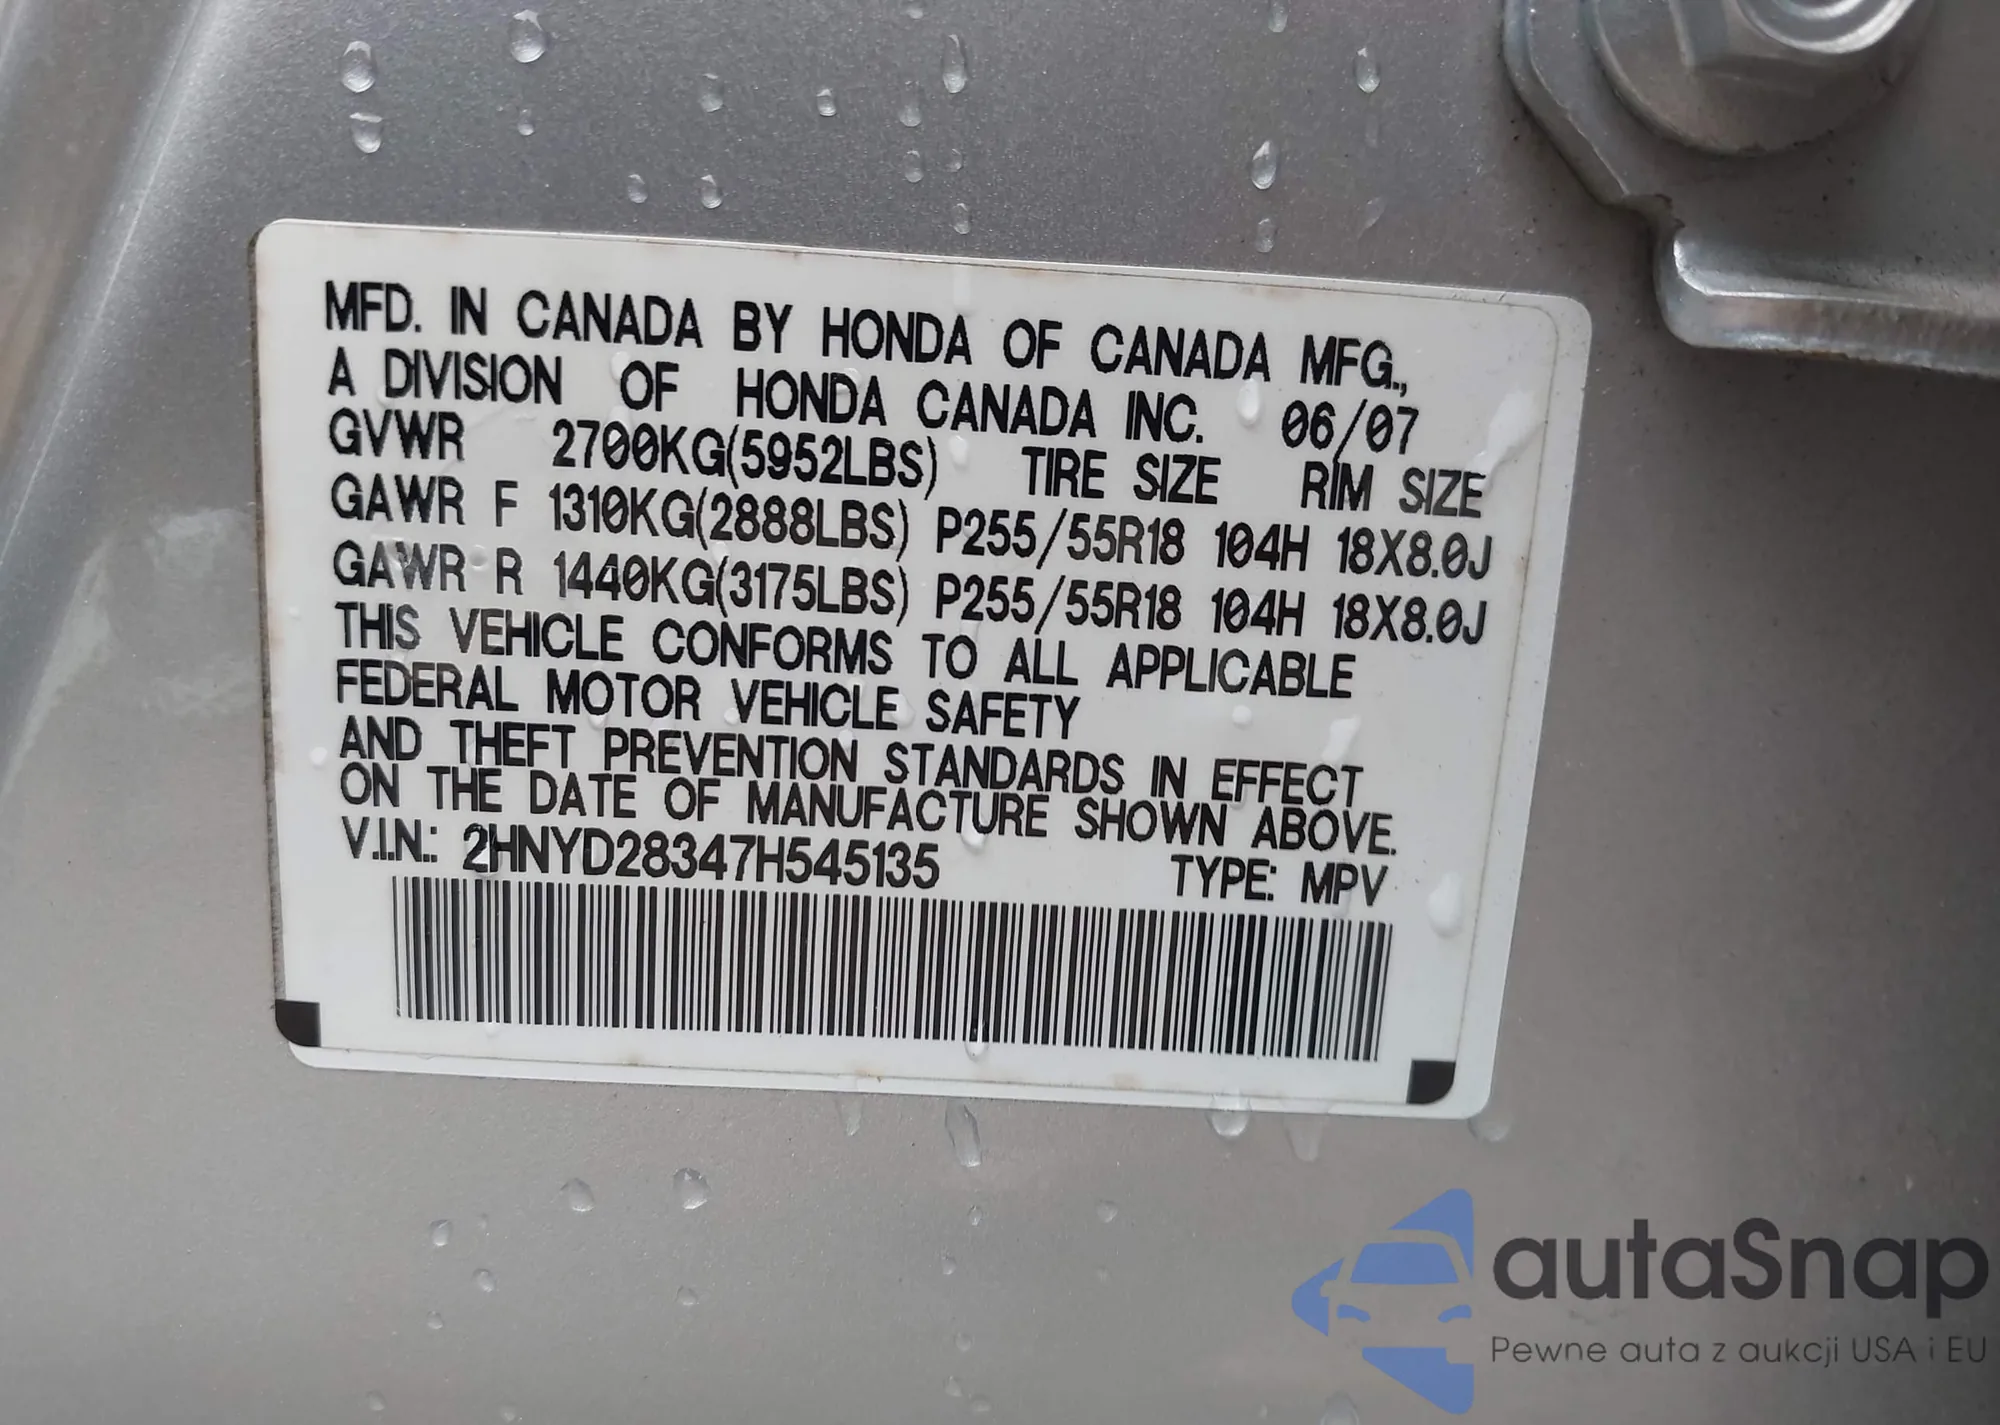 MFD. IN CANADA BY HONDA OF CANADA MFG.,
A DIVISION OF HONDA CANADA INC. 06/07
GVWR 2700KG(5952LBS) TIRE SIZE RIM SIZE
GAWR F 1310KG(2888LBS) P255/55R18 104H 18X8.0J
GAWR R 1440KG(3175LBS) P255/55R18 104H 18X8.0J
THIS VEHICLE CONFORMS TO ALL APPLICABLE
FEDERAL MOTOR VEHICLE SAFETY
AND THEFT PREVENTION STANDARDS IN EFFECT
ON THE DATE OF MANUFACTURE SHOWN ABOVE.
V.I.N.: 2HNYD28347H545135 TYPE: MPV
autaSnap
Pewne auta z aukcji USA i EU